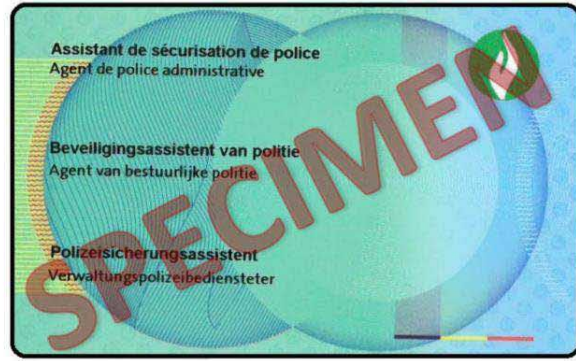 Assistant de sécurisation de police
Agent de police administrative
Beveiligingsassistent van politie
Agent van bestuurlijke politie
SPECIMEN
Polizeisicherungsassistent
Verwaltungspolizeibediensteter